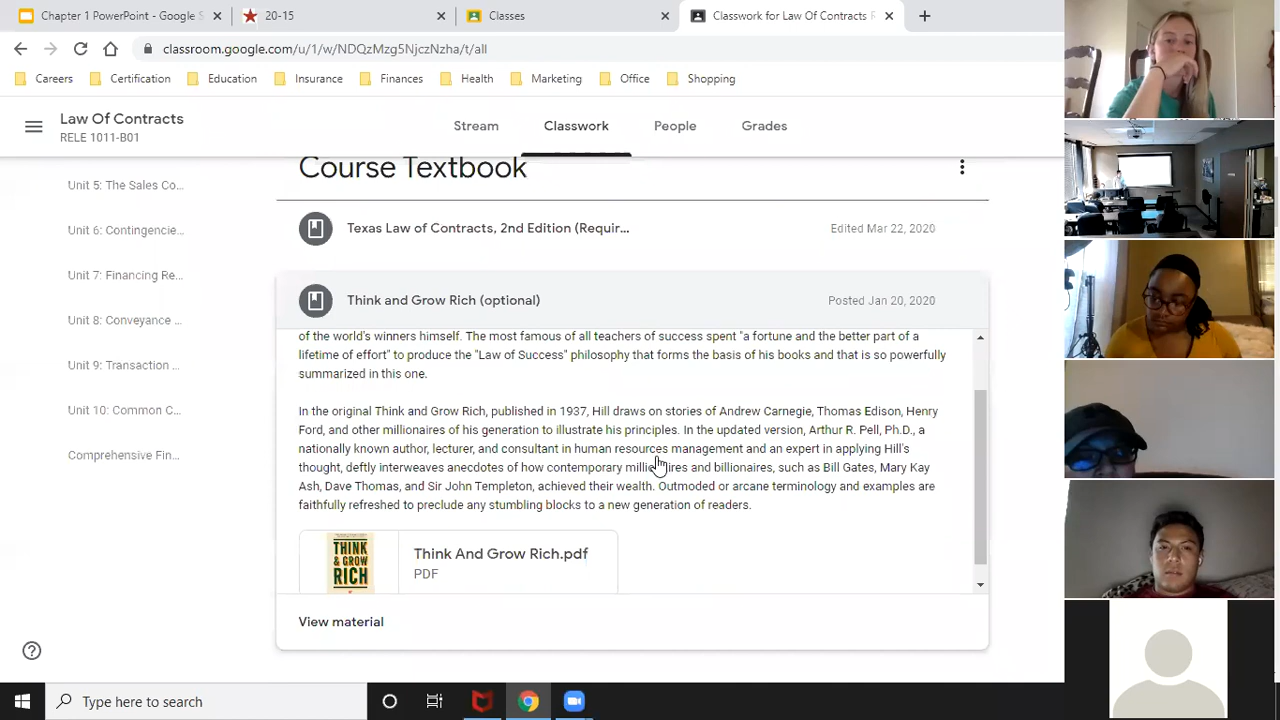 Chapter 1 PowerPoint - Google S
20-15
Classes
Classwork for Law Of Contracts R
classroom.google.com/u/1/w/NDQzMzg5NjczNzha/t/all
Careers
Certification
Education
Insurance
Finances
Health
Marketing
Office
Shopping
Law Of Contracts
RELE 1011-B01
Stream
Classwork
People
Grades
Unit 5: The Sales Co...
Unit 6: Contingencie...
Unit 7: Financing Re...
Unit 8: Conveyance ...
Unit 9: Transaction ...
Unit 10: Common C...
Comprehensive Fin...
Course Textbook
Texas Law of Contracts, 2nd Edition (Requir...
Edited Mar 22, 2020
Think and Grow Rich (optional)
Posted Jan 20, 2020
of the world's winners himself. The most famous of all teachers of success spent "a fortune and the better part of a
lifetime of effort" to produce the "Law of Success" philosophy that forms the basis of his books and that is so powerfully
summarized in this one.
In the original Think and Grow Rich, published in 1937, Hill draws on stories of Andrew Carnegie, Thomas Edison, Henry
Ford, and other millionaires of his generation to illustrate his principles. In the updated version, Arthur R. Pell, Ph.D., a
nationally known author, lecturer, and consultant in human resources management and an expert in applying Hill's
thought, deftly interweaves anecdotes of how contemporary millionaires and billionaires, such as Bill Gates, Mary Kay
Ash, Dave Thomas, and Sir John Templeton, achieved their wealth. Outmoded or arcane terminology and examples are
faithfully refreshed to preclude any stumbling blocks to a new generation of readers.
THINK
& GROW
RICH
Think And Grow Rich.pdf
PDF
View material
Type here to search